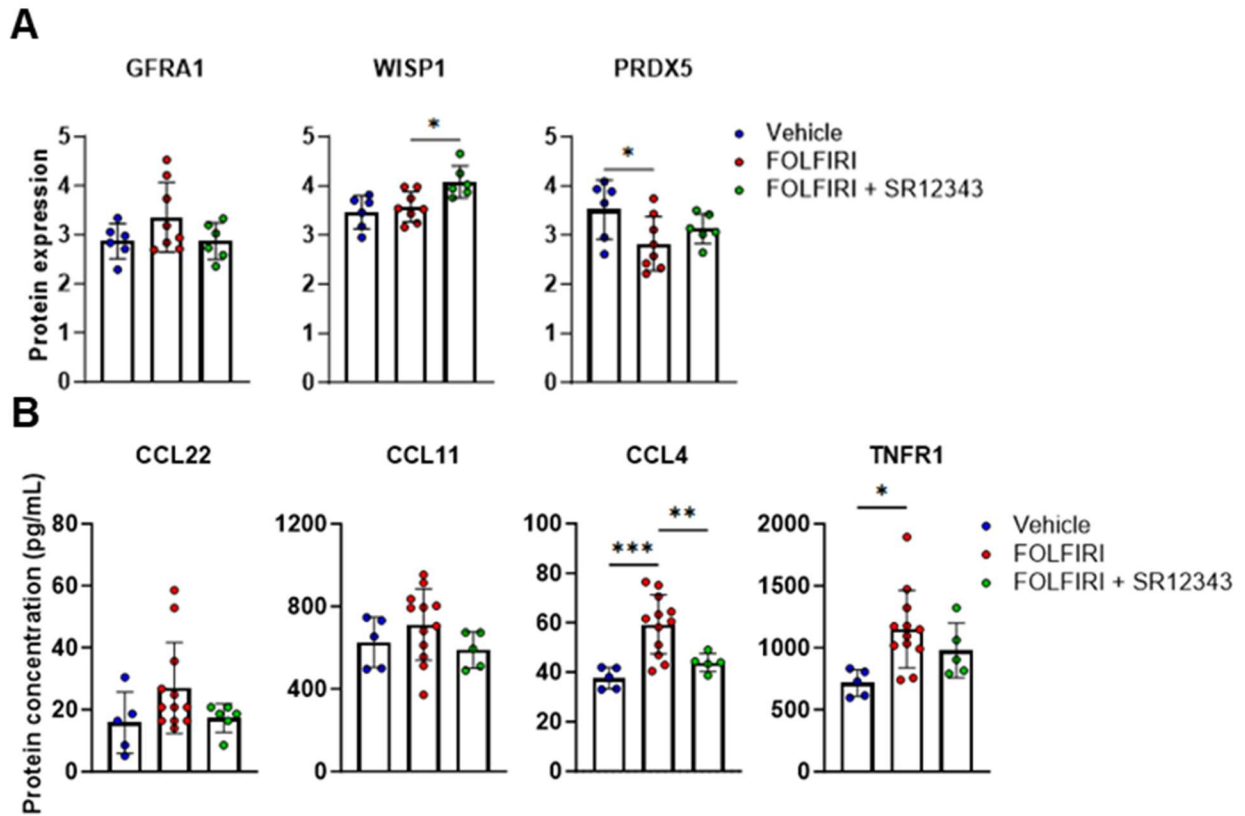 A
GFRA1 WISP1 PRDX5
Protein expression
5 4 3 2 1 0
5 4 3 2 1 0
*
5 4 3 2 1 0
*
Vehicle
FOLFIRI
FOLFIRI + SR12343
B
CCL22 CCL11 CCL4 TNFR1
Protein concentration (pg/mL)
80 60 40 20 0
1200 800 400 0
100 80 60 40 20 0
*** **
2000 1500 1000 500 0
*
Vehicle
FOLFIRI
FOLFIRI + SR12343